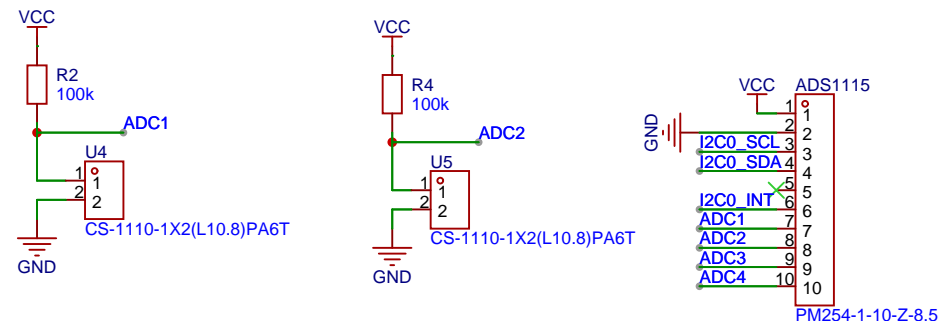 VCC
R2
100k
ADC1
U4
1
1
2
2
CS-1110-1X2(L10.8)PA6T
GND
VCC
R4
100k
ADC2
U5
1
1
2
2
CS-1110-1X2(L10.8)PA6T
GND
VCC
ADS1115
GND
1
1
2
2
I2C0_SCL 3
3
I2C0_SDA 4
4
5
5
I2C0_INT 6
6
ADC1 7
7
ADC2 8
8
ADC3 9
9
ADC4 10
10
PM254-1-10-Z-8.5